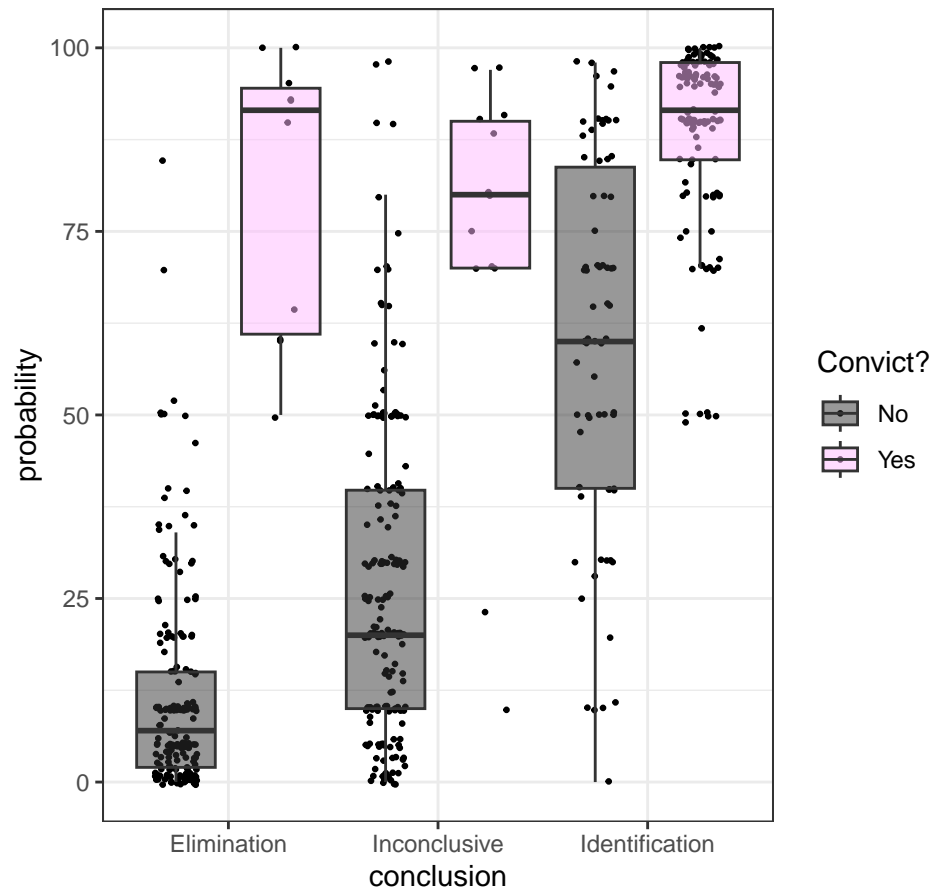 100
75
50
25
0
probability
Elimination
Inconclusive
Identification
conclusion
Convict?
No
Yes